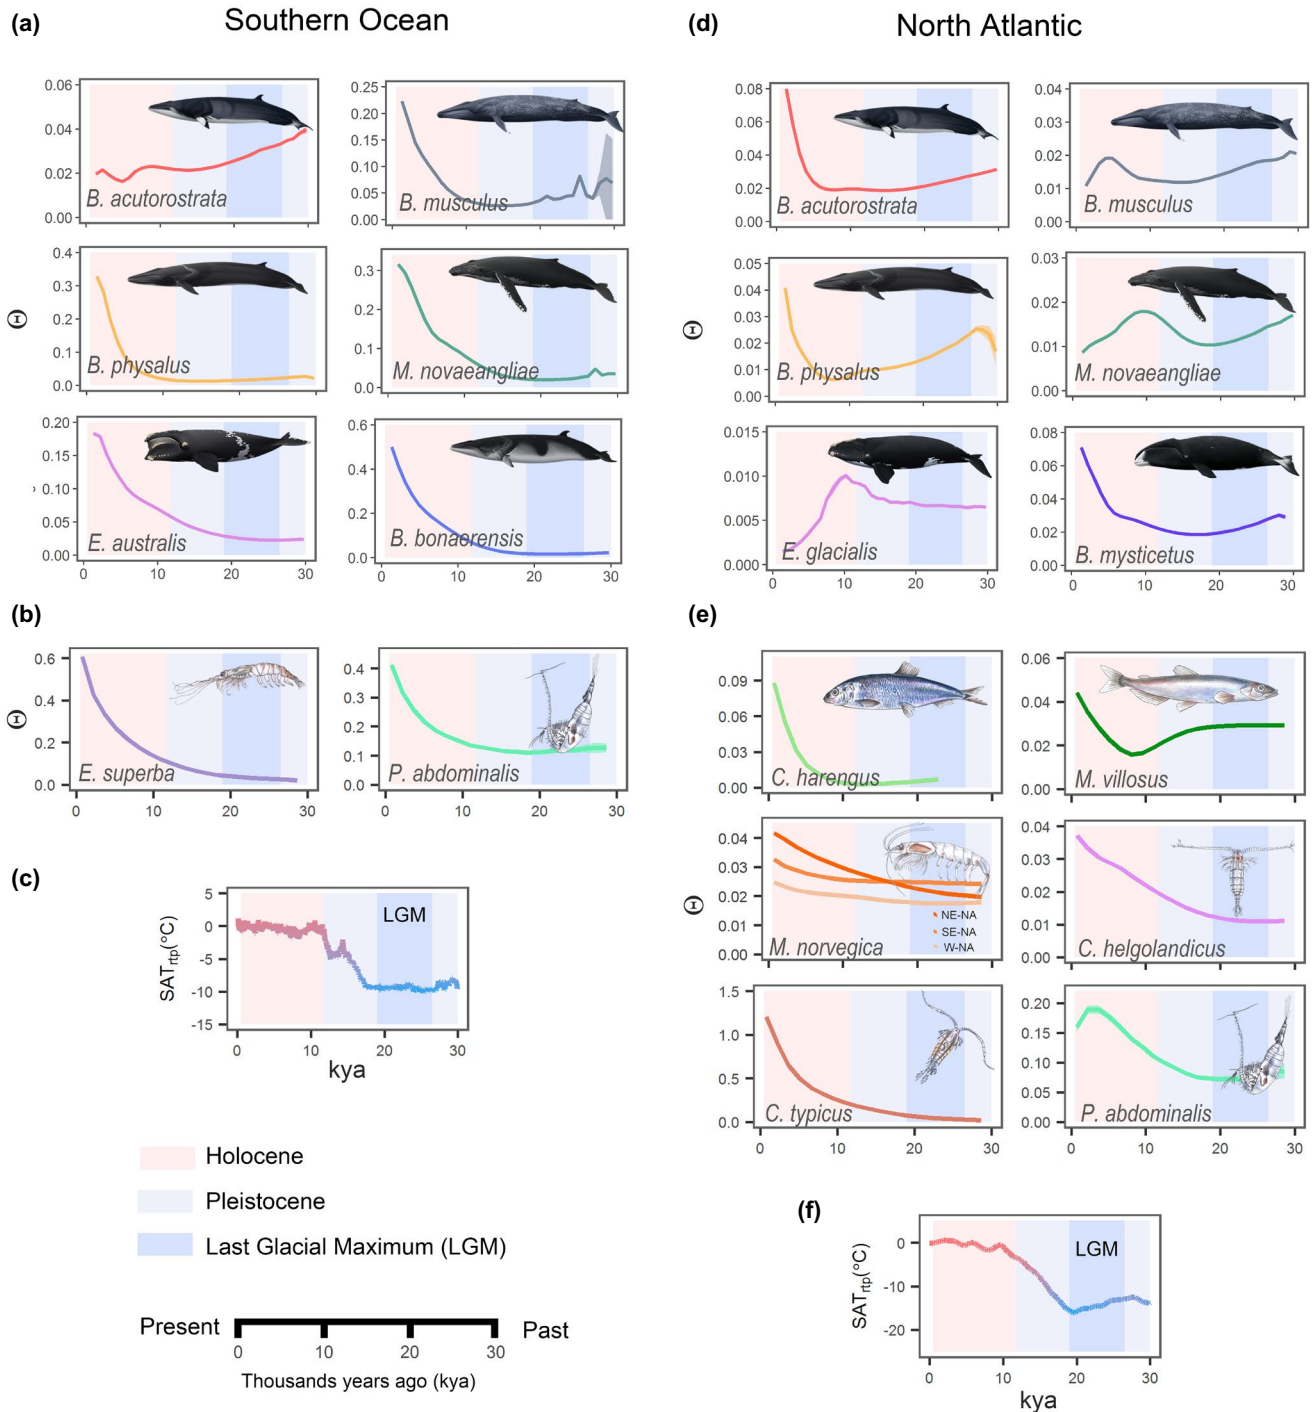 (a) Southern Ocean
0.06
0.04
0.02
0.00
B. acutorostrata
0.25
0.20
0.15
0.10
0.05
0.00
B. musculus
0.4
0.3
0.2
0.1
0.0
B. physalus
0.3
0.2
0.1
0.0
M. novaeangliae
Θ
0.20
0.15
0.10
0.05
0.00
E. australis
0 10 20 30
0.6
0.4
0.2
0.0
B. bonaerensis
0 10 20 30
(b)
Θ
0.6
0.4
0.2
0.0
E. superba
0 10 20 30
0.4
0.3
0.2
0.1
0.0
P. abdominalis
0 10 20 30
(c)
SATrtp(°C)
5
0
-5
-10
-15
LGM
0 10 20 30
kya
Holocene
Pleistocene
Last Glacial Maximum (LGM)
Present Past
0 10 20 30
Thousands years ago (kya)
(d) North Atlantic
0.08
0.06
0.04
0.02
0.00
B. acutorostrata
0.04
0.03
0.02
0.01
0.00
B. musculus
Θ
0.05
0.04
0.03
0.02
0.01
0.00
B. physalus
0.03
0.02
0.01
0.00
M. novaeangliae
0.015
0.010
0.005
0.000
E. glacialis
0 10 20 30
0.08
0.06
0.04
0.02
0.00
B. mysticetus
0 10 20 30
(e)
0.09
0.06
0.03
0.00
C. harengus
0.06
0.04
0.02
0.00
M. villosus
Θ
0.04
0.03
0.02
0.01
0.00
NE-NA
SE-NA
W-NA
M. norvegica
0.04
0.03
0.02
0.01
0.00
C. helgolandicus
1.5
1.0
0.5
0.0
C. typicus
0 10 20 30
0.20
0.15
0.10
0.05
0.00
P. abdominalis
0 10 20 30
(f)
SATrtp(°C)
0
-10
-20
LGM
0 10 20 30
kya